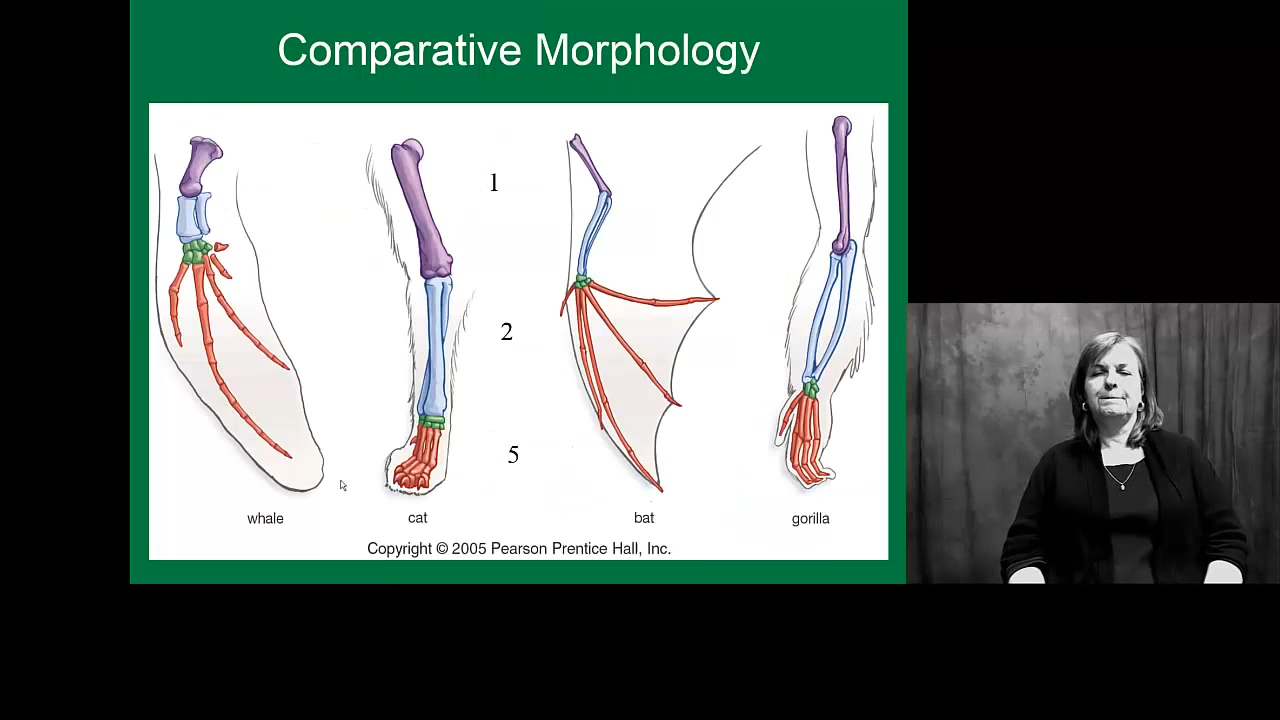 Comparative Morphology
1
2
5
whale
cat
bat
gorilla
Copyright © 2005 Pearson Prentice Hall, Inc.